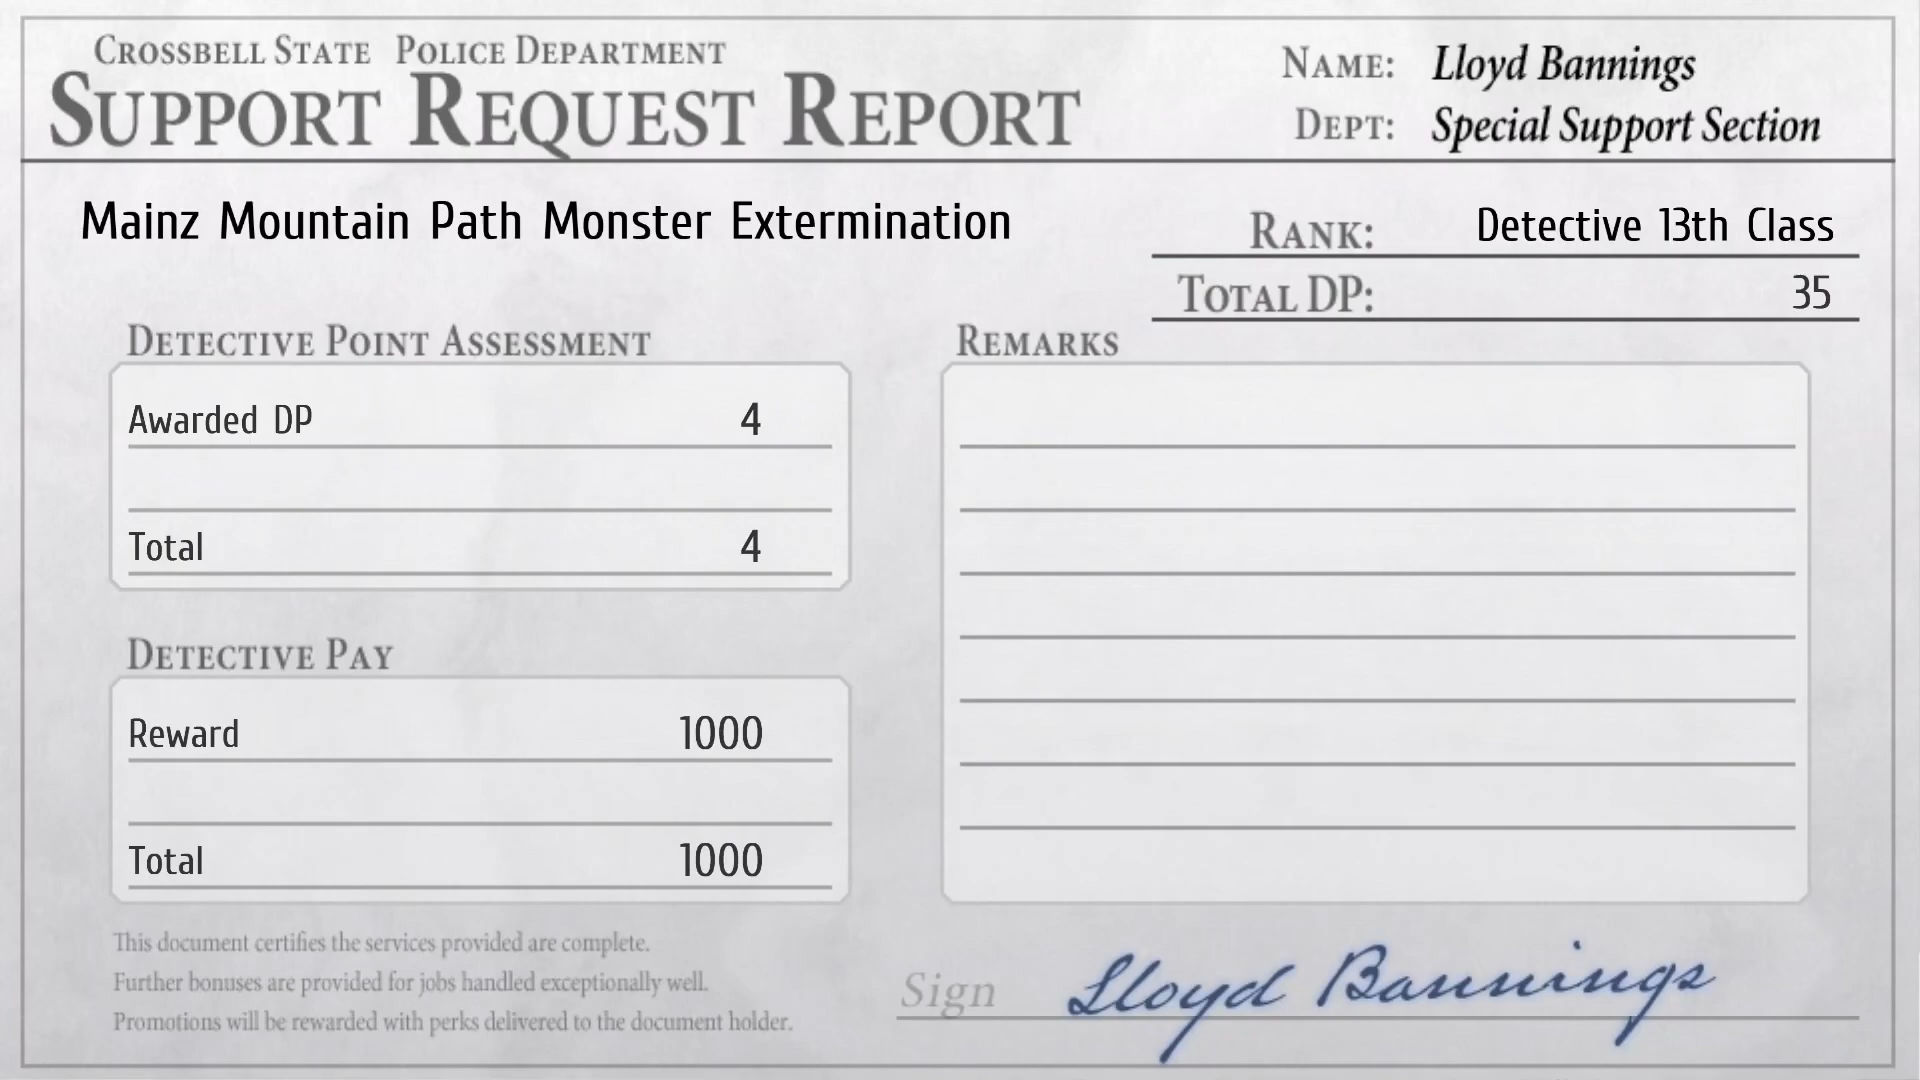 Crossbell State Police Department
Support Request Report
Name: Lloyd Bannings
Dept: Special Support Section
Mainz Mountain Path Monster Extermination
Rank: Detective 13th Class
Total DP: 35
Detective Point Assessment
Awarded DP 4
Total 4
Detective Pay
Reward 1000
Total 1000
Remarks
This document certifies the services provided are complete.
Further bonuses are provided for jobs handled exceptionally well.
Promotions will be rewarded with perks delivered to the document holder.
Sign Lloyd Bannings